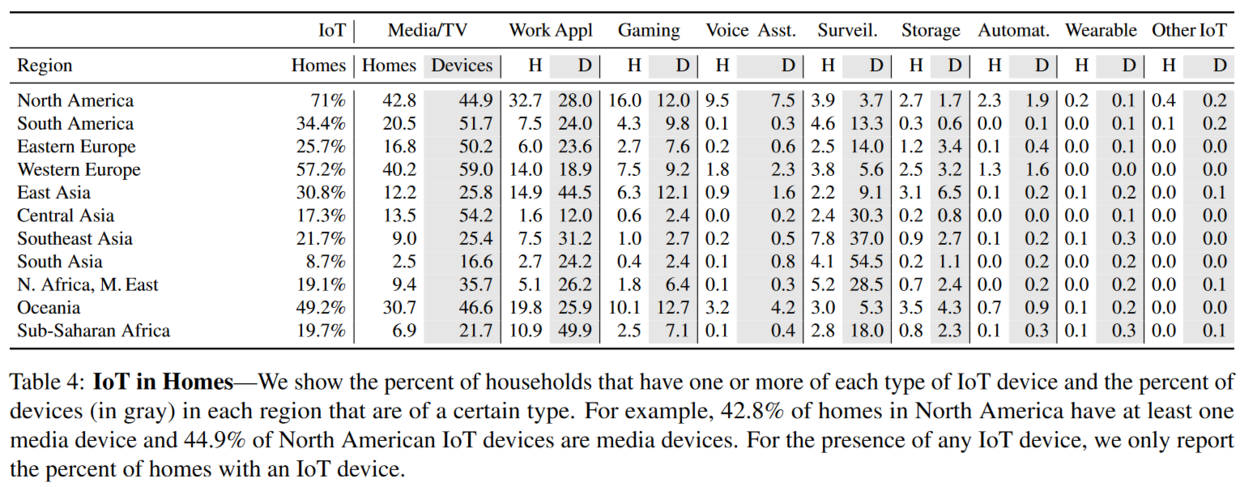 IoT Media/TV Work Appl Gaming Voice Asst. Surveil. Storage Automat. Wearable Other IoT
Region Homes Homes Devices H D H D H D H D H D H D H D H D
North America 71% 42.8 44.9 32.7 28.0 16.0 12.0 9.5 7.5 3.9 3.7 2.7 1.7 2.3 1.9 0.2 0.1 0.4 0.2
South America 34.4% 20.5 51.7 7.5 24.0 4.3 9.8 0.1 0.3 4.6 13.3 0.3 0.6 0.0 0.1 0.0 0.1 0.1 0.2
Eastern Europe 25.7% 16.8 50.2 6.0 23.6 2.7 7.6 0.2 0.6 2.5 14.0 1.2 3.4 0.1 0.4 0.0 0.1 0.0 0.0
Western Europe 57.2% 40.2 59.0 14.0 18.9 7.5 9.2 1.8 2.3 3.8 5.6 2.5 3.2 1.3 1.6 0.0 0.0 0.0 0.0
East Asia 30.8% 12.2 25.8 14.9 44.5 6.3 12.1 0.9 1.6 2.2 9.1 3.1 6.5 0.1 0.2 0.1 0.2 0.0 0.1
Central Asia 17.3% 13.5 54.2 1.6 12.0 0.6 2.4 0.0 0.2 2.4 30.3 0.2 0.8 0.0 0.0 0.0 0.1 0.0 0.0
Southeast Asia 21.7% 9.0 25.4 7.5 31.2 1.0 2.7 0.2 0.5 7.8 37.0 0.9 2.7 0.1 0.2 0.1 0.3 0.0 0.0
South Asia 8.7% 2.5 16.6 2.7 24.2 0.4 2.4 0.1 0.8 4.1 54.5 0.2 1.1 0.0 0.2 0.0 0.2 0.0 0.0
N. Africa, M. East 19.1% 9.4 35.7 5.1 26.2 1.8 6.4 0.1 0.3 5.2 28.5 0.7 2.4 0.0 0.2 0.0 0.2 0.0 0.1
Oceania 49.2% 30.7 46.6 19.8 25.9 10.1 12.7 3.2 4.2 3.0 5.3 3.5 4.3 0.7 0.9 0.1 0.2 0.0 0.0
Sub-Saharan Africa 19.7% 6.9 21.7 10.9 49.9 2.5 7.1 0.1 0.4 2.8 18.0 0.8 2.3 0.1 0.3 0.1 0.3 0.0 0.1
Table 4: IoT in Homes—We show the percent of households that have one or more of each type of IoT device and the percent of
devices (in gray) in each region that are of a certain type. For example, 42.8% of homes in North America have at least one
media device and 44.9% of North American IoT devices are media devices. For the presence of any IoT device, we only report
the percent of homes with an IoT device.